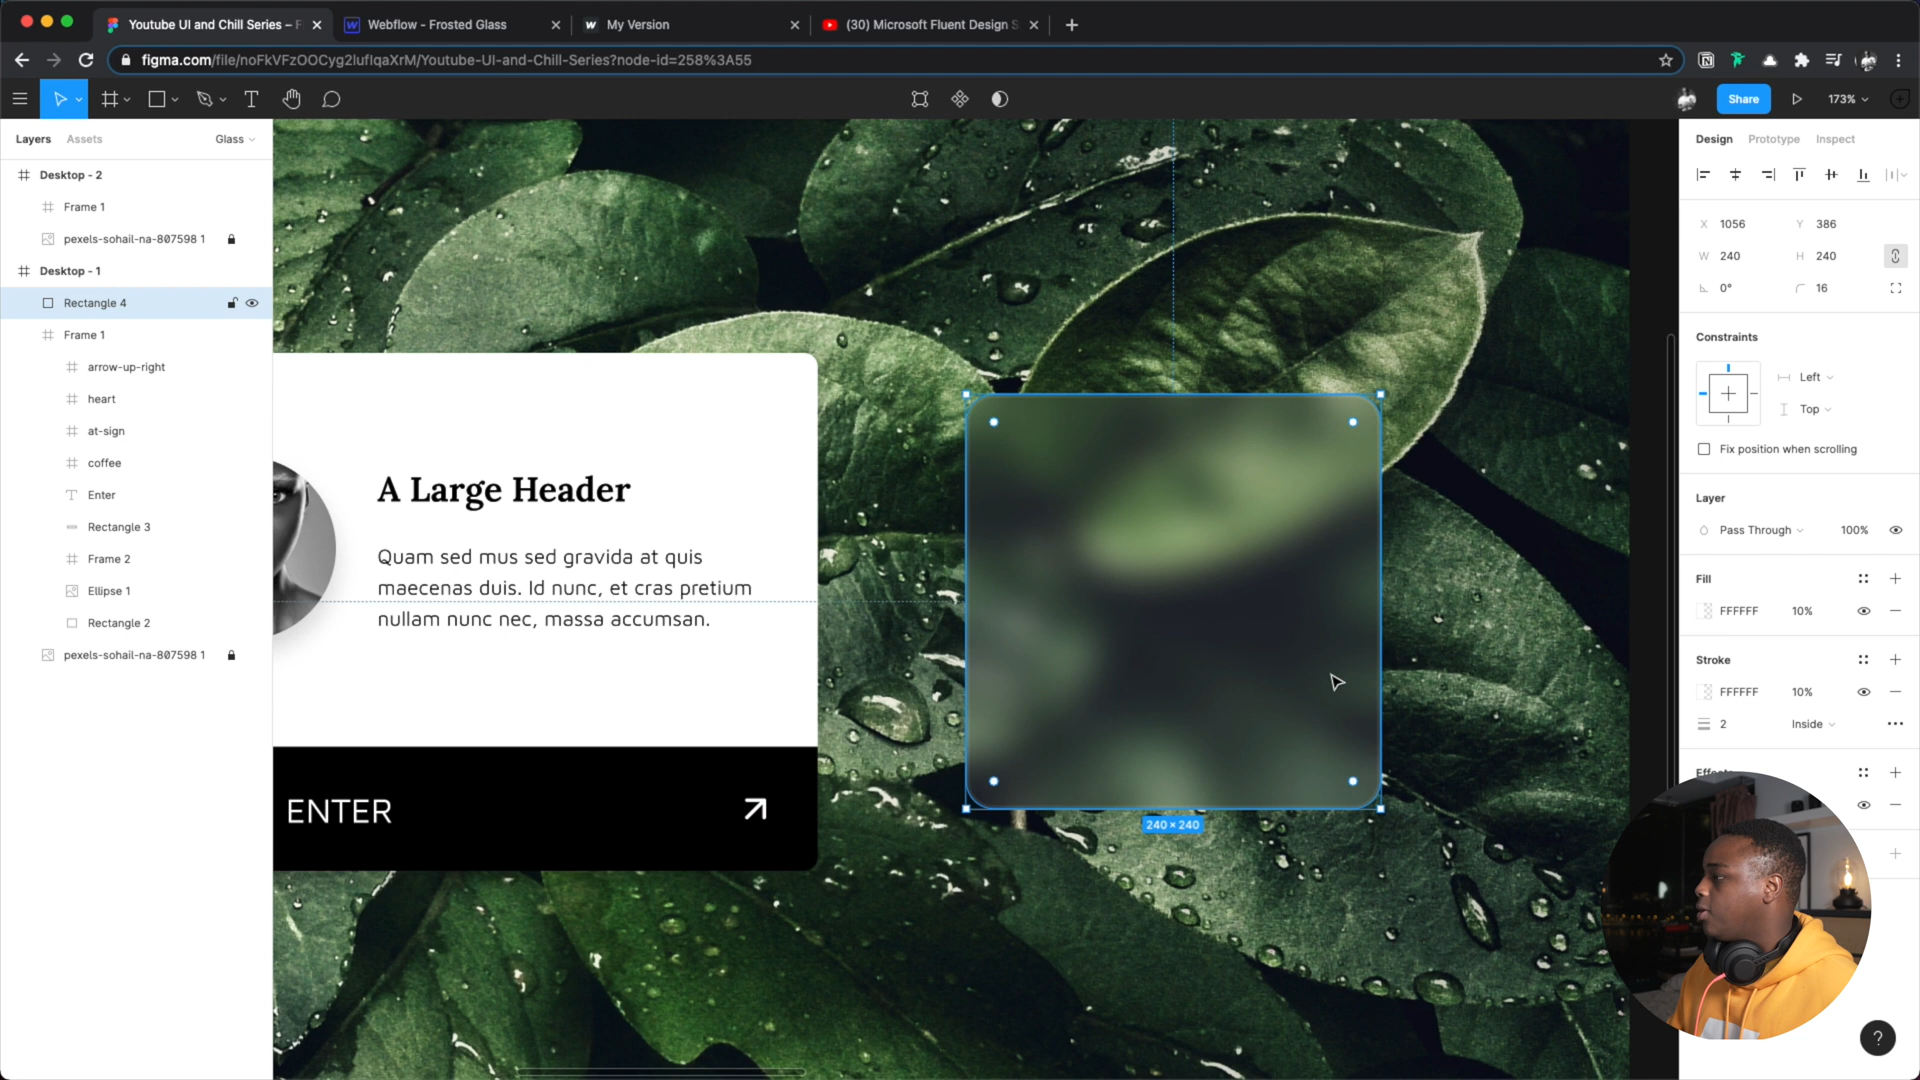 Youtube UI and Chill Series – F
Webflow - Frosted Glass
My Version
(30) Microsoft Fluent Design S
figma.com/file/noFkVFzOOCyg2lufIqaXrM/Youtube-UI-and-Chill-Series?node-id=258%3A55
Share
173%
Layers
Assets
Glass
Desktop - 2
Frame 1
pexels-sohail-na-807598 1
Desktop - 1
Rectangle 4
Frame 1
arrow-up-right
heart
at-sign
coffee
Enter
Rectangle 3
Frame 2
Ellipse 1
Rectangle 2
pexels-sohail-na-807598 1
A Large Header
Quam sed mus sed gravida at quis
maecenas duis. Id nunc, et cras pretium
nullam nunc nec, massa accumsan.
ENTER
240 × 240
Design
Prototype
Inspect
X 1056 Y 386
W 240 H 240
0° 16
Constraints
Left
Top
Fix position when scrolling
Layer
Pass Through 100%
Fill
FFFFFF 10%
Stroke
FFFFFF 10%
2 Inside
?